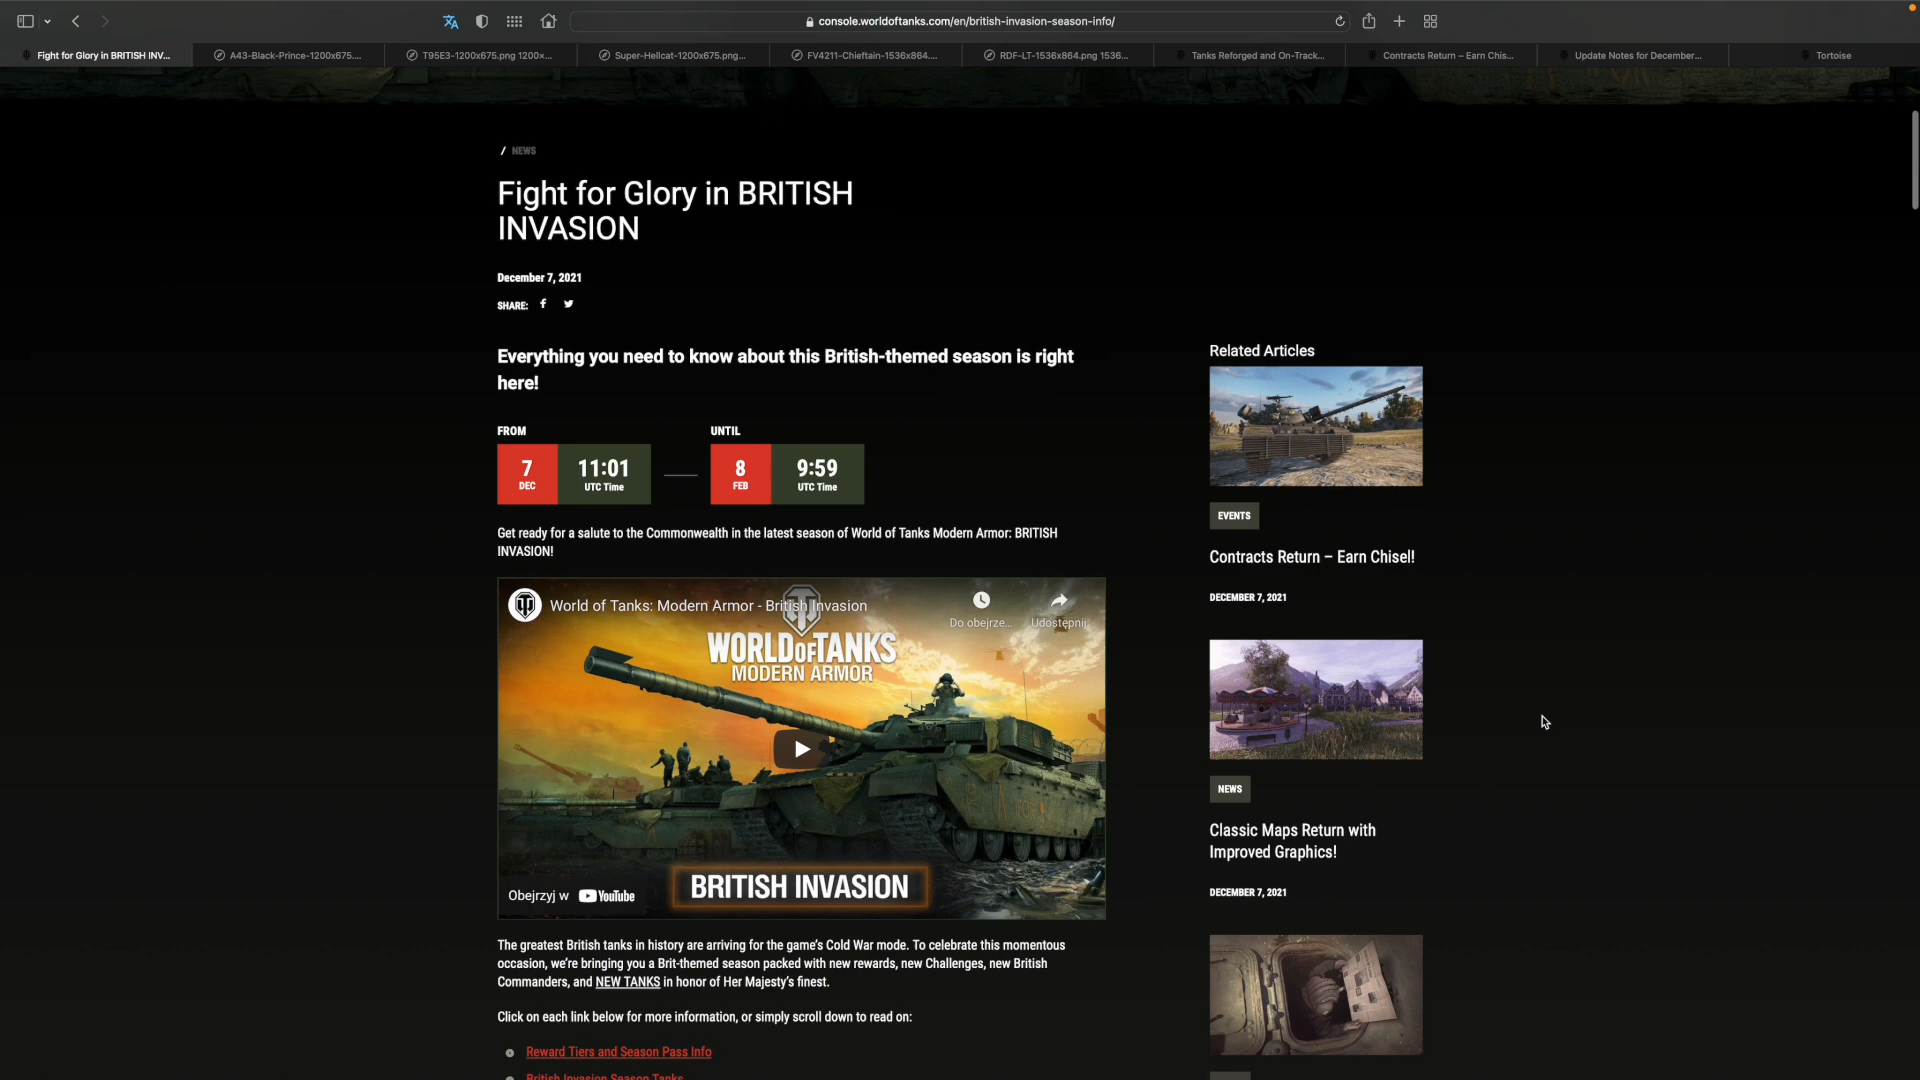 console.worldoftanks.com/en/british-invasion-season-info/
Fight for Glory in BRITISH INV...
A43-Black-Prince-1200x675....
T95E3-1200x675.png 1200×...
Super-Hellcat-1200x675.png...
FV4211-Chieftain-1536x864....
RDF-LT-1536x864.png 1536...
Tanks Reforged and On-Track...
Contracts Return – Earn Chis...
Update Notes for December...
Tortoise
/ NEWS
Fight for Glory in BRITISH
INVASION
December 7, 2021
SHARE:
Everything you need to know about this British-themed season is right
here!
FROM
7
DEC
11:01
UTC Time
UNTIL
8
FEB
9:59
UTC Time
Get ready for a salute to the Commonwealth in the latest season of World of Tanks Modern Armor: BRITISH
INVASION!
World of Tanks: Modern Armor - British Invasion
Do obejrze...
Udostępnij
WORLD OF TANKS
MODERN ARMOR
BRITISH INVASION
Obejrzyj w YouTube
The greatest British tanks in history are arriving for the game's Cold War mode. To celebrate this momentous
occasion, we're bringing you a Brit-themed season packed with new rewards, new Challenges, new British
Commanders, and NEW TANKS in honor of Her Majesty's finest.
Click on each link below for more information, or simply scroll down to read on:
Reward Tiers and Season Pass Info
British Invasion Season Tanks
Related Articles
EVENTS
Contracts Return – Earn Chisel!
DECEMBER 7, 2021
NEWS
Classic Maps Return with
Improved Graphics!
DECEMBER 7, 2021